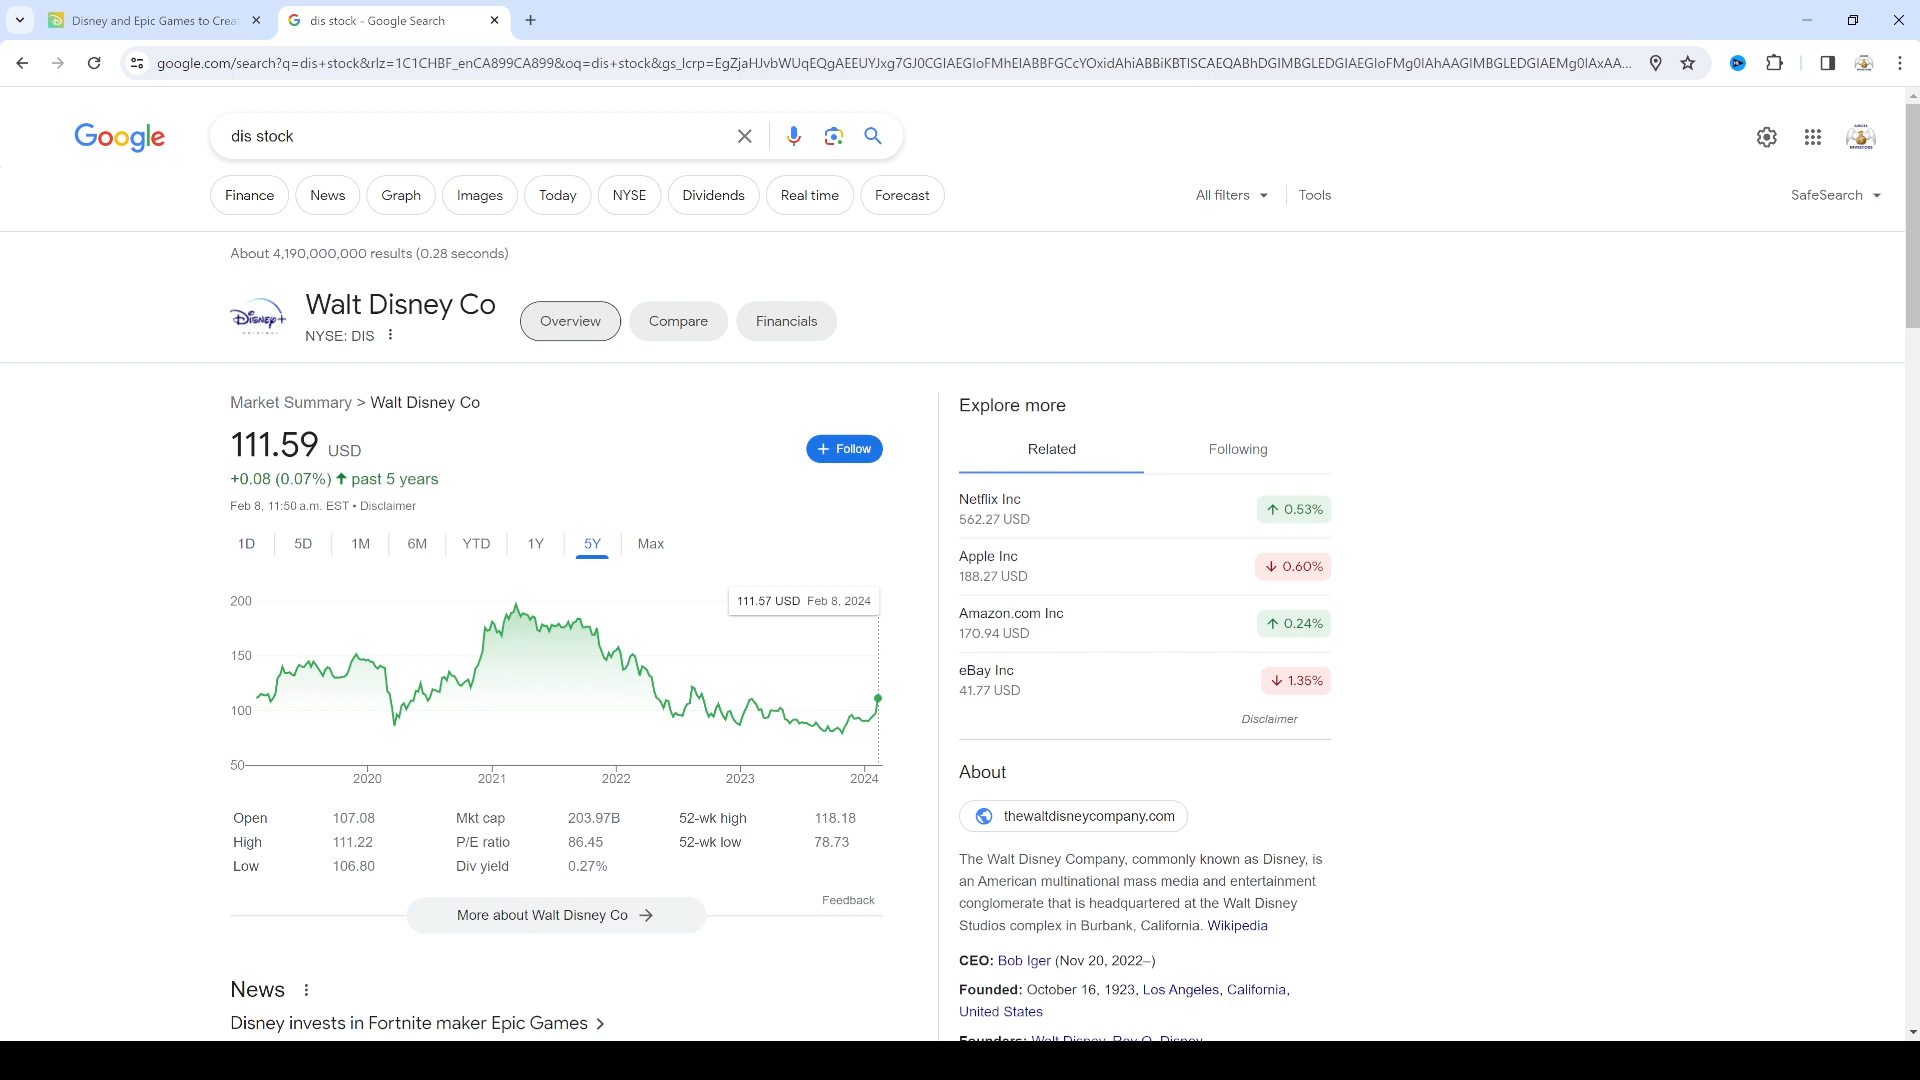 Disney and Epic Games to Crea
dis stock - Google Search
google.com/search?q=dis+stock&rlz=1C1CHBF_enCA899CA899&oq=dis+stock&gs_lcrp=EgZjaHJvbWUqEQgAEEUYJxg7GJ0CGIAEGIoFMhEIABBFGCcYOxidAhiABBiKBTISCAEQABhDGIMBGLEDGIAEGIoFMg0IAhAAGIMBGLEDGIAEMg0IAxAA...
Google
dis stock
Finance
News
Graph
Images
Today
NYSE
Dividends
Real time
Forecast
All filters
Tools
SafeSearch
About 4,190,000,000 results (0.28 seconds)
Disney+
Walt Disney Co
NYSE: DIS
Overview
Compare
Financials
Market Summary > Walt Disney Co
111.59 USD
+ Follow
+0.08 (0.07%) ↑ past 5 years
Feb 8, 11:50 a.m. EST • Disclaimer
1D 5D 1M 6M YTD 1Y 5Y Max
111.57 USD Feb 8, 2024
200
150
100
50
2020 2021 2022 2023 2024
Open 107.08 Mkt cap 203.97B 52-wk high 118.18
High 111.22 P/E ratio 86.45 52-wk low 78.73
Low 106.80 Div yield 0.27%
Feedback
More about Walt Disney Co →
News
Disney invests in Fortnite maker Epic Games >
Explore more
Related Following
Netflix Inc
562.27 USD
↑ 0.53%
Apple Inc
188.27 USD
↓ 0.60%
Amazon.com Inc
170.94 USD
↑ 0.24%
eBay Inc
41.77 USD
↓ 1.35%
Disclaimer
About
thewaltdisneycompany.com
The Walt Disney Company, commonly known as Disney, is
an American multinational mass media and entertainment
conglomerate that is headquartered at the Walt Disney
Studios complex in Burbank, California. Wikipedia
CEO: Bob Iger (Nov 20, 2022–)
Founded: October 16, 1923, Los Angeles, California,
United States
Founders: Walt Disney, Roy O. Disney